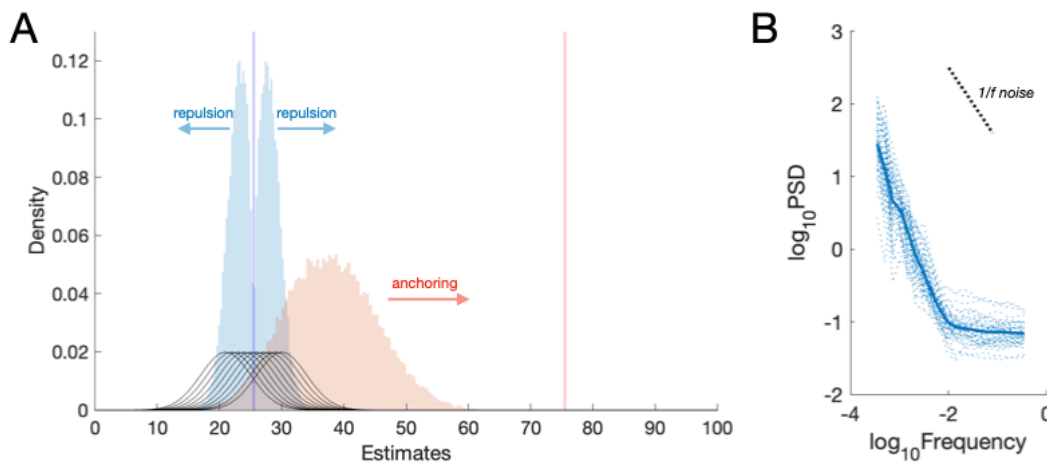 A
B
0.12
0.1
0.08
0.06
0.04
0.02
0
Density
repulsion
repulsion
anchoring
0 10 20 30 40 50 60 70 80 90 100
Estimates
3
2
1
0
-1
-2
log10PSD
1/f noise
-4 -2 0
log10Frequency